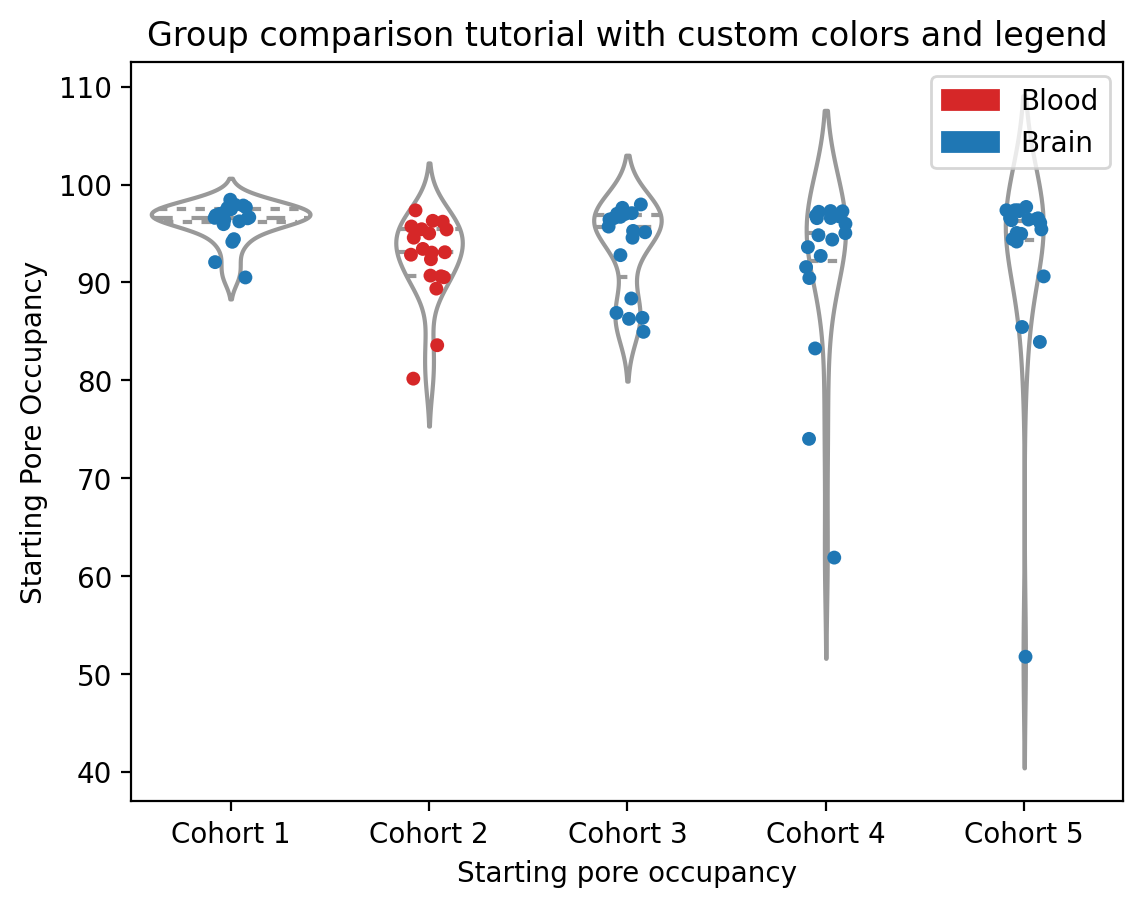 Group comparison tutorial with custom colors and legend
Starting Pore Occupancy
110
100
90
80
70
60
50
40
Blood
Brain
Cohort 1
Cohort 2
Cohort 3
Cohort 4
Cohort 5
Starting pore occupancy